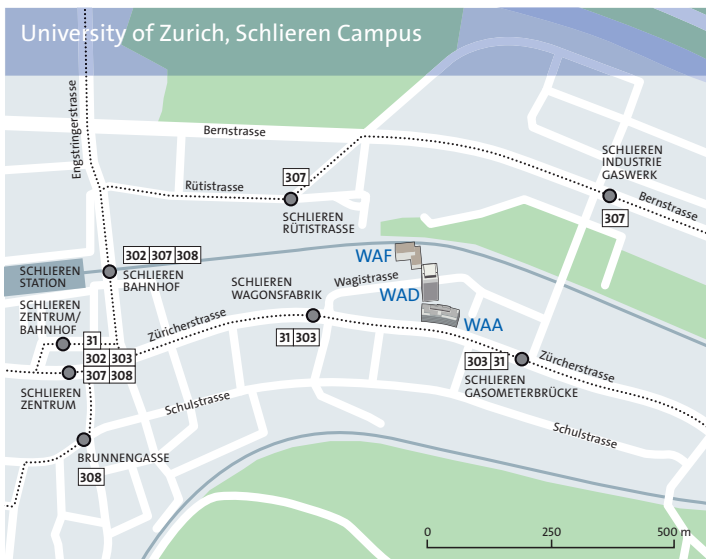 University of Zurich, Schlieren Campus
Engstringerstrasse
Bernstrasse
SCHLIEREN
INDUSTRIE
GASWERK
307
Rütistrasse
307
SCHLIEREN
RÜTISTRASSE
Bernstrasse
302 307 308
SCHLIEREN
BAHNHOF
SCHLIEREN
STATION
WAF
Wagistrasse
WAD
WAA
SCHLIEREN
WAGONSFABRIK
31 303
SCHLIEREN
ZENTRUM/
BAHNHOF
Züricherstrasse
31
302 303
307 308
SCHLIEREN
ZENTRUM
303 31
SCHLIEREN
GASOMETERBRÜCKE
Zürcherstrasse
Schulstrasse
Schulstrasse
BRUNNENGASSE
308
0 250 500 m